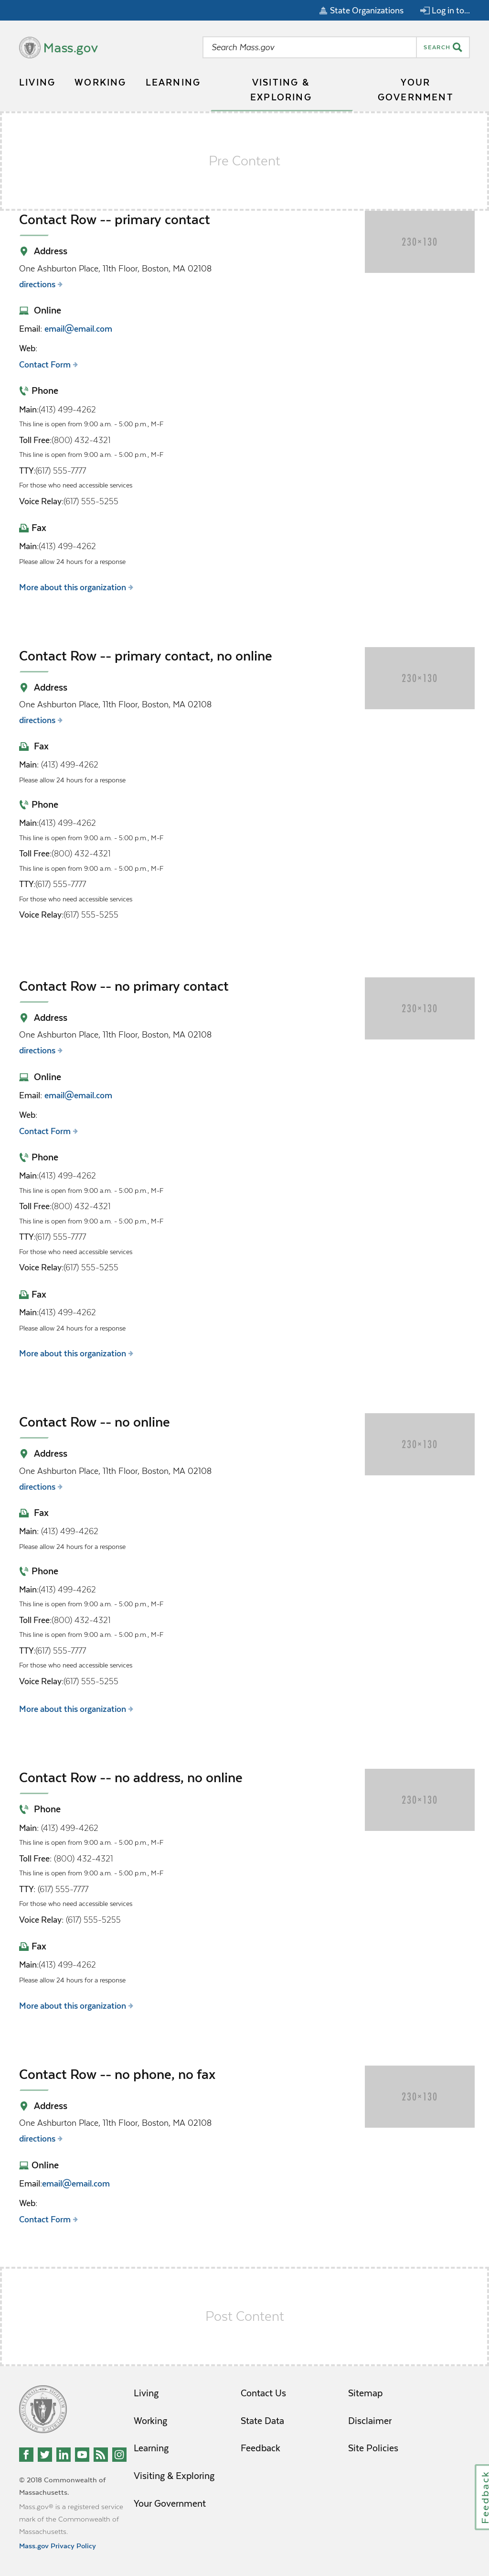 State Organizations
Log in to...
Mass.gov
Search Mass.gov
SEARCH
LIVING
WORKING
LEARNING
VISITING &
EXPLORING
YOUR
GOVERNMENT
Pre Content
Contact Row -- primary contact
230×130
Address
One Ashburton Place, 11th Floor, Boston, MA 02108
directions
Online
Email: email@email.com
Web:
Contact Form
Phone
Main:(413) 499-4262
This line is open from 9:00 a.m. - 5:00 p.m., M-F
Toll Free:(800) 432-4321
This line is open from 9:00 a.m. - 5:00 p.m., M-F
TTY:(617) 555-7777
For those who need accessible services
Voice Relay:(617) 555-5255
Fax
Main:(413) 499-4262
Please allow 24 hours for a response
More about this organization
Contact Row -- primary contact, no online
230×130
Address
One Ashburton Place, 11th Floor, Boston, MA 02108
directions
Fax
Main: (413) 499-4262
Please allow 24 hours for a response
Phone
Main:(413) 499-4262
This line is open from 9:00 a.m. - 5:00 p.m., M-F
Toll Free:(800) 432-4321
This line is open from 9:00 a.m. - 5:00 p.m., M-F
TTY:(617) 555-7777
For those who need accessible services
Voice Relay:(617) 555-5255
Contact Row -- no primary contact
230×130
Address
One Ashburton Place, 11th Floor, Boston, MA 02108
directions
Online
Email: email@email.com
Web:
Contact Form
Phone
Main:(413) 499-4262
This line is open from 9:00 a.m. - 5:00 p.m., M-F
Toll Free:(800) 432-4321
This line is open from 9:00 a.m. - 5:00 p.m., M-F
TTY:(617) 555-7777
For those who need accessible services
Voice Relay:(617) 555-5255
Fax
Main:(413) 499-4262
Please allow 24 hours for a response
More about this organization
Contact Row -- no online
230×130
Address
One Ashburton Place, 11th Floor, Boston, MA 02108
directions
Fax
Main: (413) 499-4262
Please allow 24 hours for a response
Phone
Main:(413) 499-4262
This line is open from 9:00 a.m. - 5:00 p.m., M-F
Toll Free:(800) 432-4321
This line is open from 9:00 a.m. - 5:00 p.m., M-F
TTY:(617) 555-7777
For those who need accessible services
Voice Relay:(617) 555-5255
More about this organization
Contact Row -- no address, no online
230×130
Phone
Main: (413) 499-4262
This line is open from 9:00 a.m. - 5:00 p.m., M-F
Toll Free: (800) 432-4321
This line is open from 9:00 a.m. - 5:00 p.m., M-F
TTY: (617) 555-7777
For those who need accessible services
Voice Relay: (617) 555-5255
Fax
Main:(413) 499-4262
Please allow 24 hours for a response
More about this organization
Contact Row -- no phone, no fax
230×130
Address
One Ashburton Place, 11th Floor, Boston, MA 02108
directions
Online
Email:email@email.com
Web:
Contact Form
Post Content
Living
Working
Learning
Visiting & Exploring
Your Government
Contact Us
State Data
Feedback
Sitemap
Disclaimer
Site Policies
© 2018 Commonwealth of
Massachusetts.
Mass.gov® is a registered service
mark of the Commonwealth of
Massachusetts.
Mass.gov Privacy Policy
Feedback